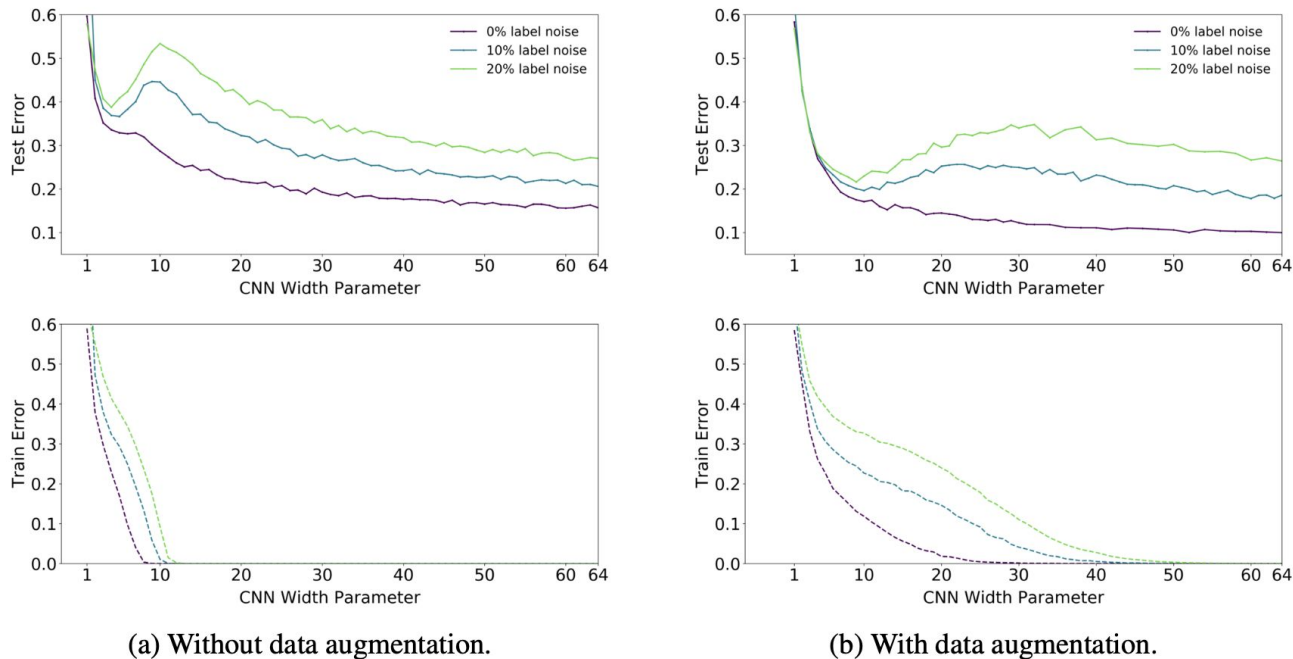 0.6
0.5
0.4
0.3
0.2
0.1
Test Error
0% label noise
10% label noise
20% label noise
1 10 20 30 40 50 60 64
CNN Width Parameter
0.6
0.5
0.4
0.3
0.2
0.1
0.0
Train Error
1 10 20 30 40 50 60 64
CNN Width Parameter
(a) Without data augmentation.
0.6
0.5
0.4
0.3
0.2
0.1
Test Error
0% label noise
10% label noise
20% label noise
1 10 20 30 40 50 60 64
CNN Width Parameter
0.6
0.5
0.4
0.3
0.2
0.1
0.0
Train Error
1 10 20 30 40 50 60 64
CNN Width Parameter
(b) With data augmentation.